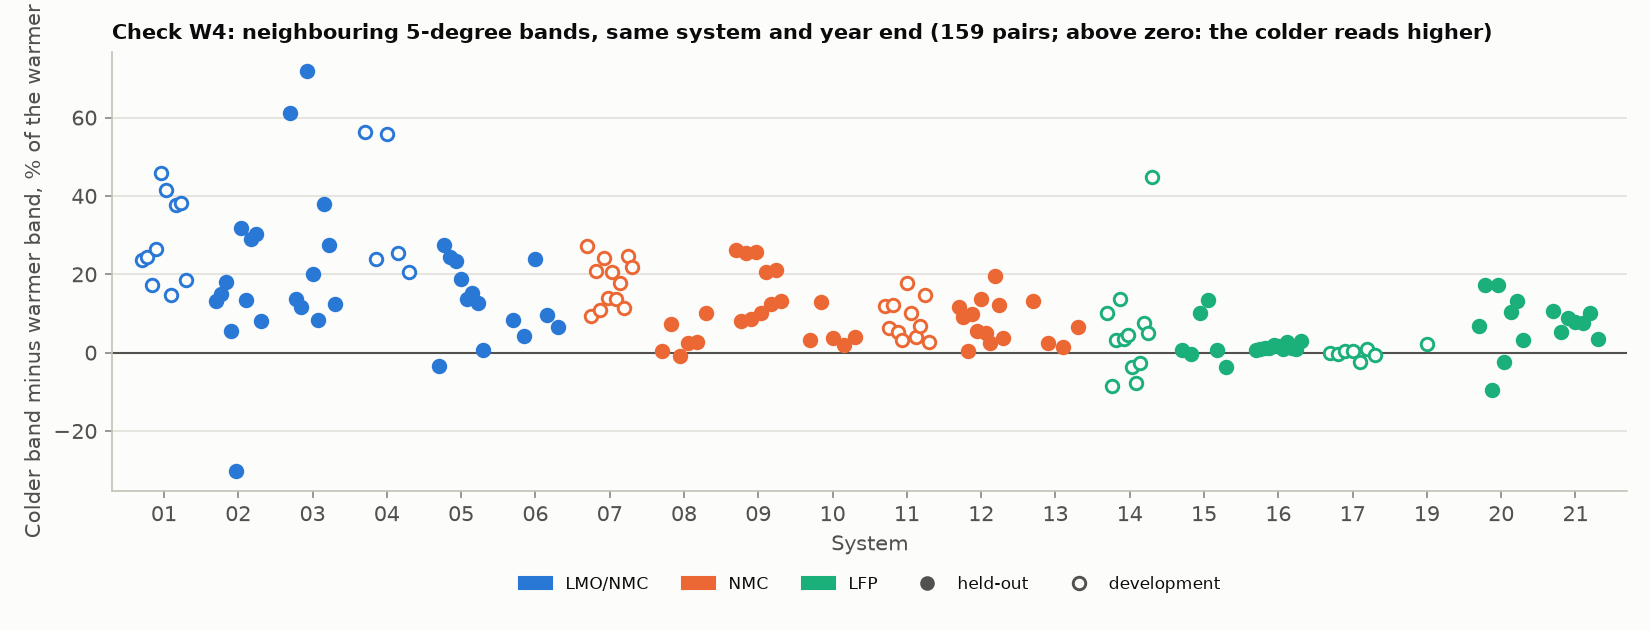 Check W4: neighbouring 5-degree bands, same system and year end (159 pairs; above zero: the colder reads higher)
Colder band minus warmer band, % of the warmer
60
40
20
0
−20
01 02 03 04 05 06 07 08 09 10 11 12 13 14 15 16 17 19 20 21
System
LMO/NMC NMC LFP held-out development